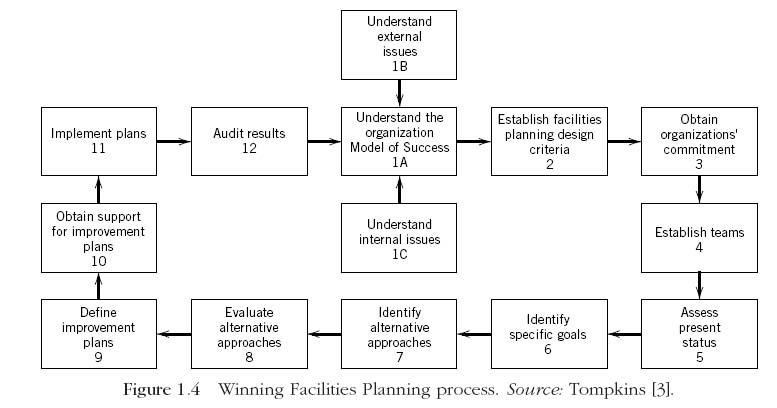 Understand
external
issues
1B
Implement plans
11
Audit results
12
Understand the
organization
Model of Success
1A
Establish facilities
planning design
criteria
2
Obtain
organizations'
commitment
3
Obtain support
for improvement
plans
10
Understand
internal issues
1C
Establish teams
4
Define
improvement
plans
9
Evaluate
alternative
approaches
8
Identify
alternative
approaches
7
Identify
specific goals
6
Assess
present
status
5
Figure 1.4 Winning Facilities Planning process. Source: Tompkins [3].